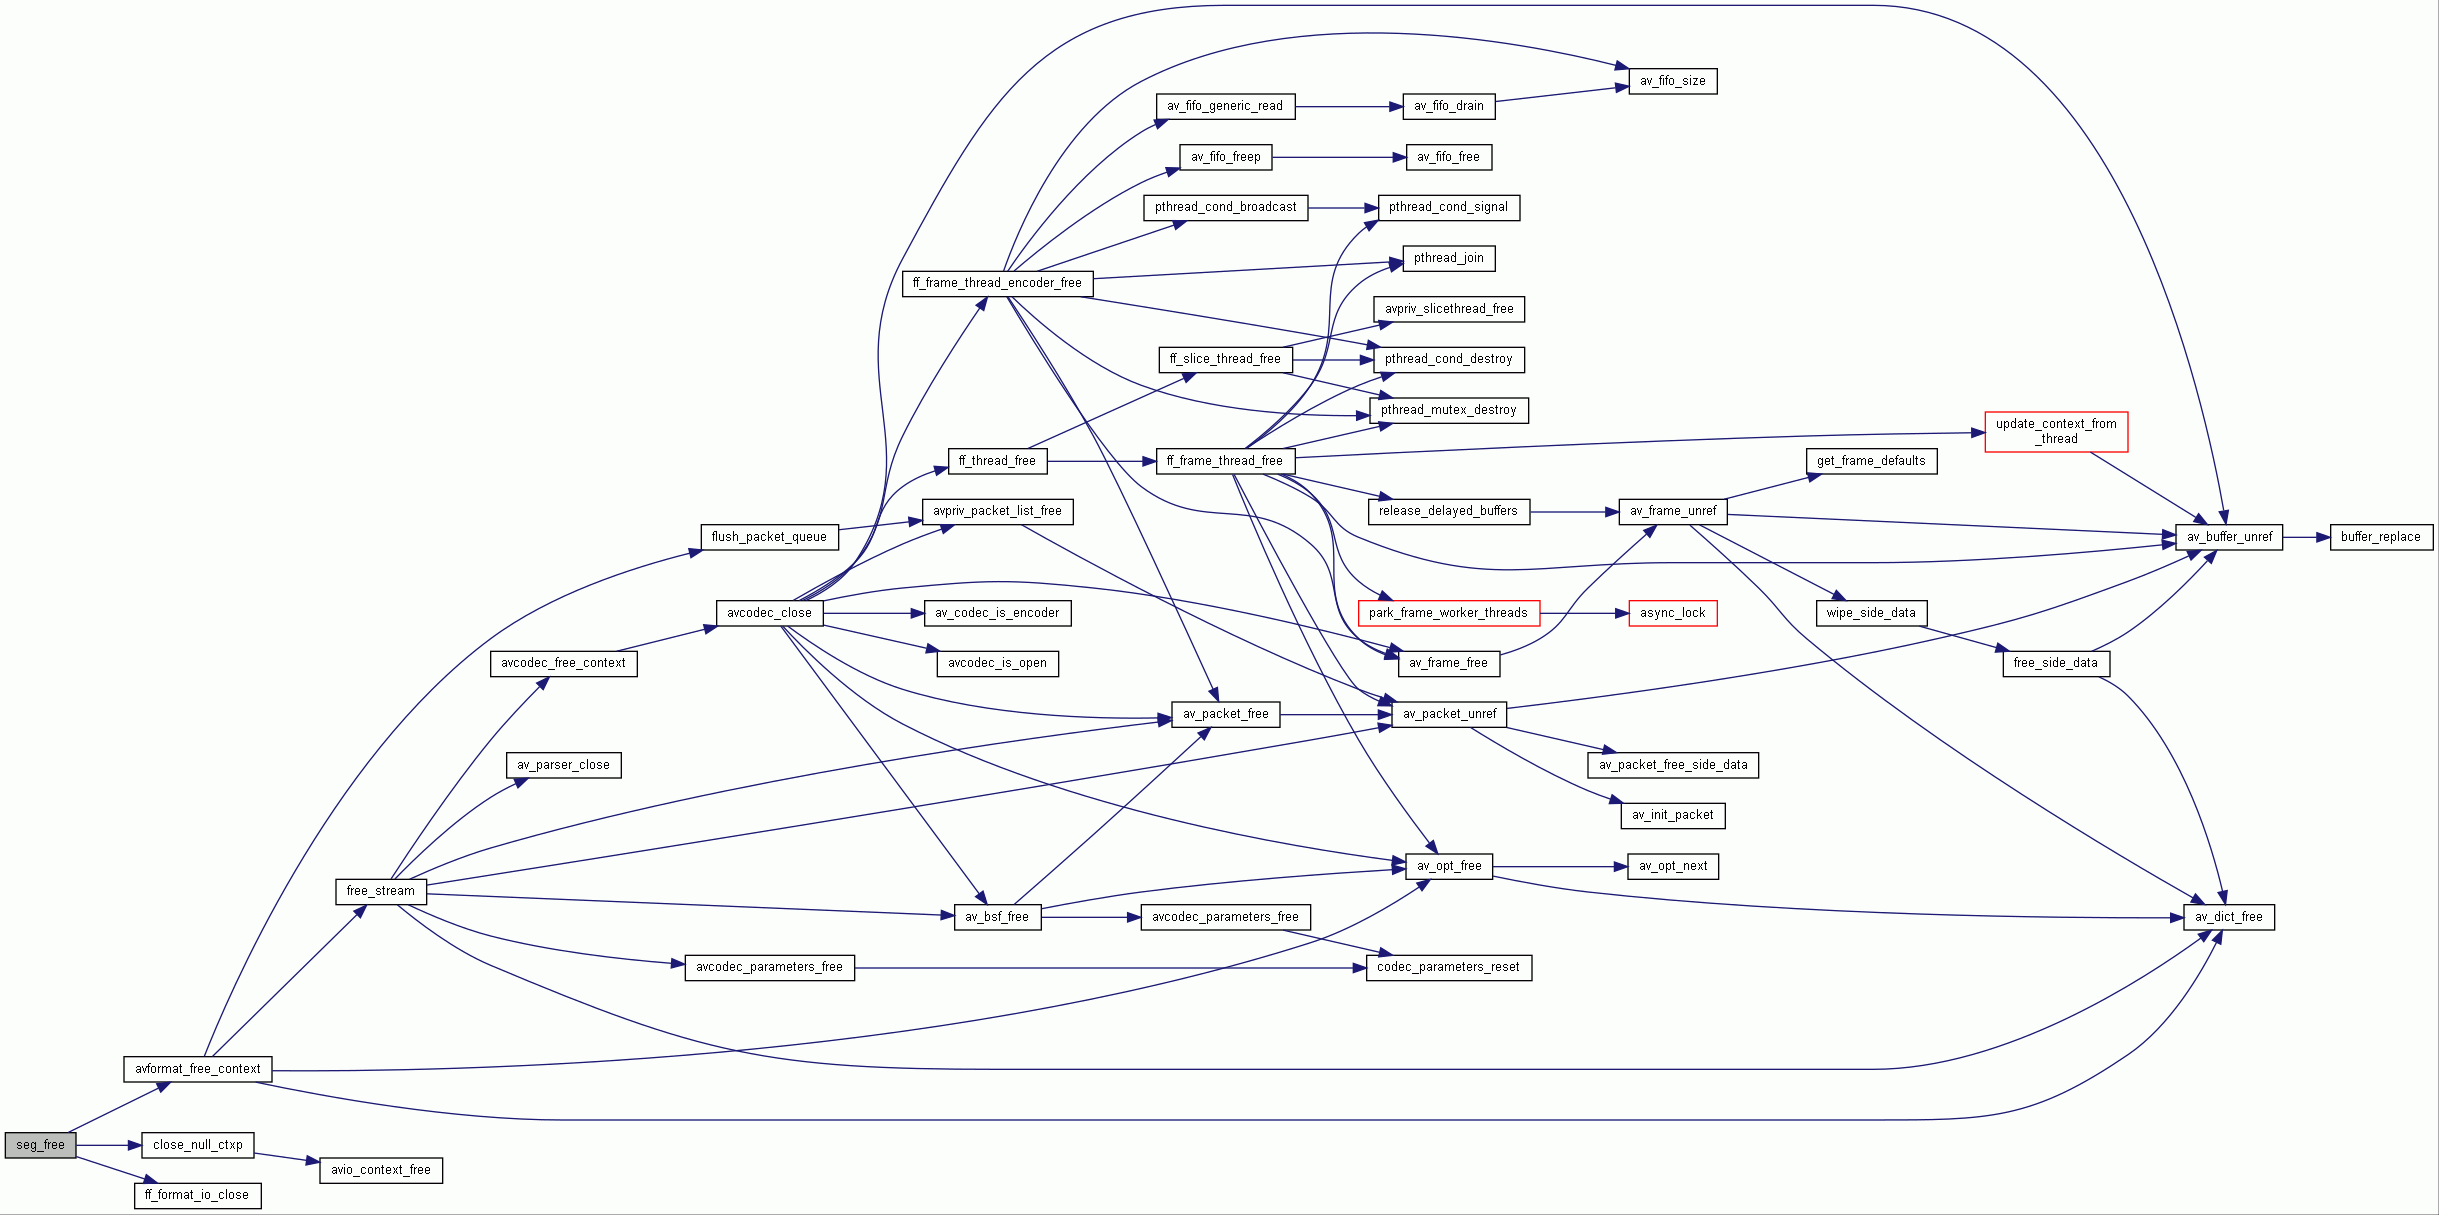 av_fifo_size
av_fifo_generic_read
av_fifo_drain
av_fifo_freep
av_fifo_free
pthread_cond_broadcast
pthread_cond_signal
pthread_join
ff_frame_thread_encoder_free
avpriv_slicethread_free
ff_slice_thread_free
pthread_cond_destroy
pthread_mutex_destroy
update_context_from
_thread
ff_thread_free
ff_frame_thread_free
get_frame_defaults
avpriv_packet_list_free
release_delayed_buffers
av_frame_unref
flush_packet_queue
av_buffer_unref
buffer_replace
avcodec_close
av_codec_is_encoder
park_frame_worker_threads
async_lock
wipe_side_data
avcodec_free_context
avcodec_is_open
av_frame_free
free_side_data
av_packet_free
av_packet_unref
av_parser_close
av_packet_free_side_data
av_init_packet
av_opt_free
av_opt_next
free_stream
av_bsf_free
avcodec_parameters_free
av_dict_free
avcodec_parameters_free
codec_parameters_reset
avformat_free_context
seg_free
close_null_ctxp
avio_context_free
ff_format_io_close